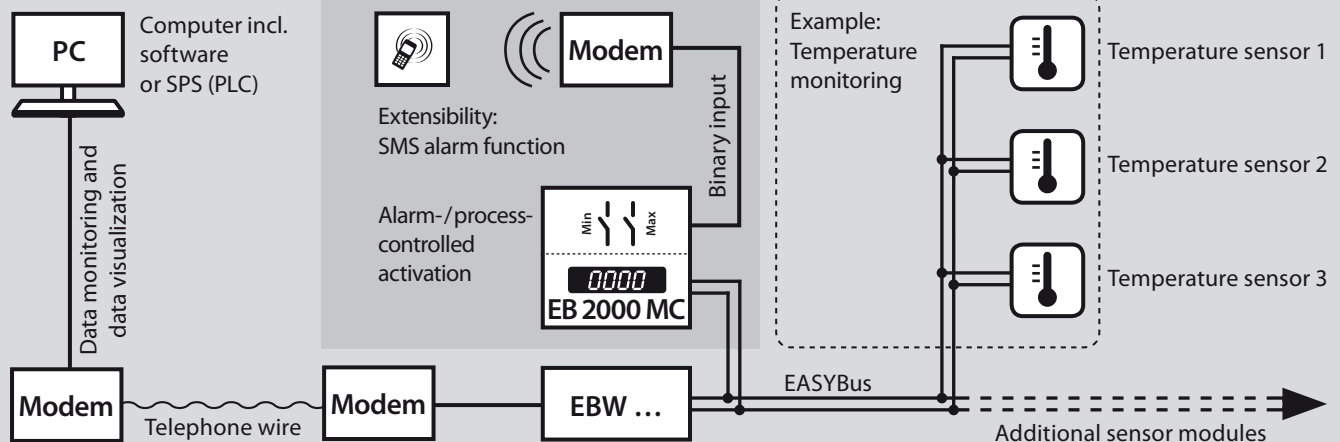 PC
Computer incl.
software
or SPS (PLC)
Data monitoring and
data visualization
Modem
Telephone wire
Modem
Extensibility:
SMS alarm function
Modem
Binary input
Alarm-/process-
controlled
activation
Min
Max
0000
EB 2000 MC
EBW ...
EASYBus
Example:
Temperature
monitoring
Temperature sensor 1
Temperature sensor 2
Temperature sensor 3
Additional sensor modules